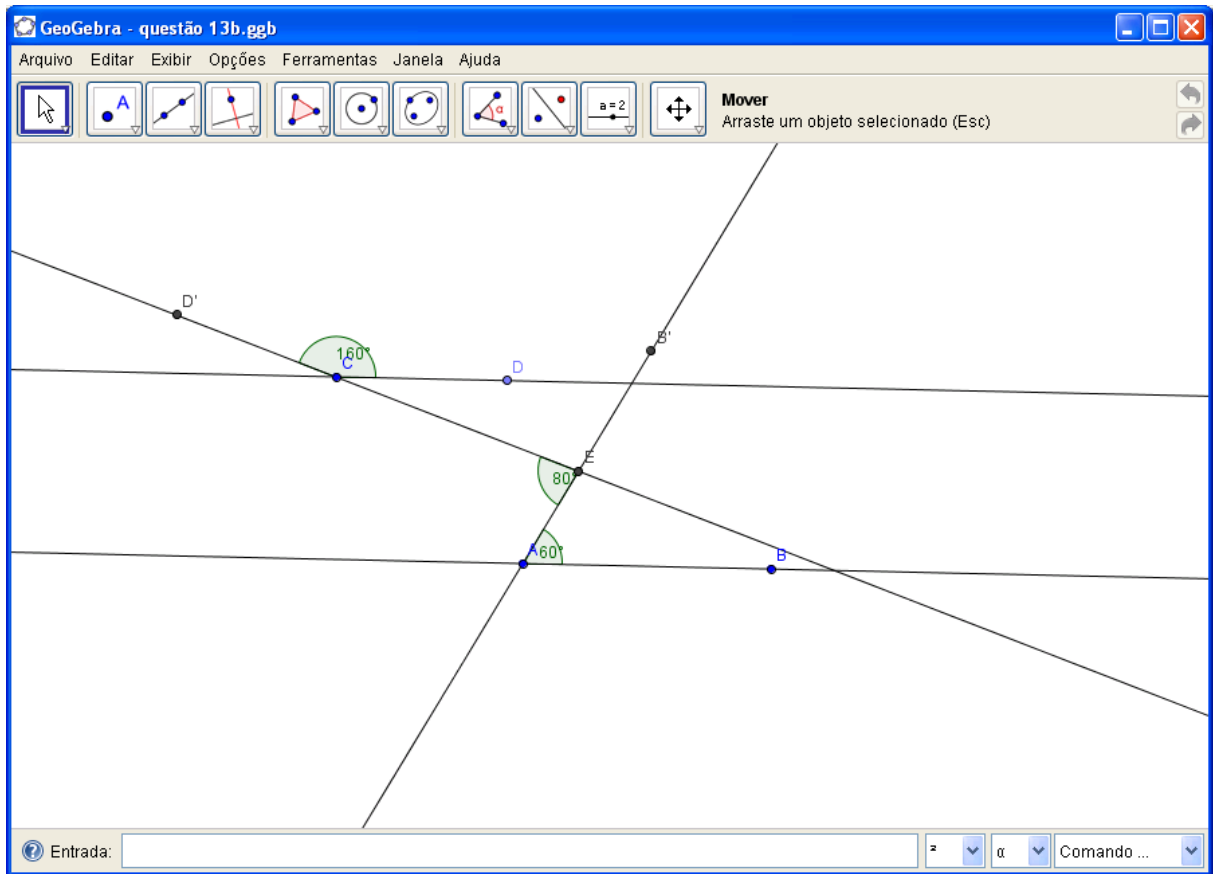 GeoGebra - questão 13b.ggb
Arquivo Editar Exibir Opções Ferramentas Janela Ajuda
A
α
a=2
Mover
Arraste um objeto selecionado (Esc)
D'
B'
160°
C
D
E
80°
A
60°
B
Entrada:
²
α
Comando ...